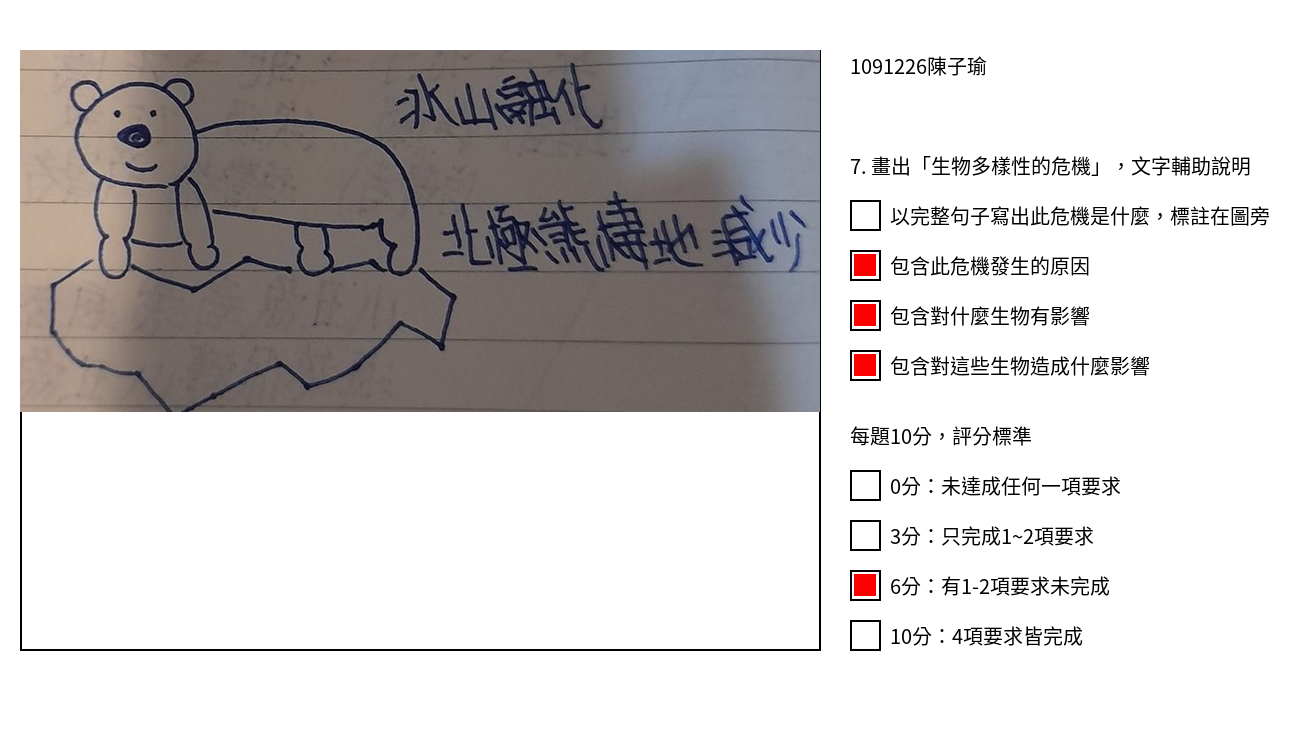 冰山融化
北極熊棲地減少
1091226陳子瑜
7. 畫出「生物多樣性的危機」，文字輔助說明
以完整句子寫出此危機是什麼，標註在圖旁
包含此危機發生的原因
包含對什麼生物有影響
包含對這些生物造成什麼影響
每題10分，評分標準
0分：未達成任何一項要求
3分：只完成1~2項要求
6分：有1-2項要求未完成
10分：4項要求皆完成